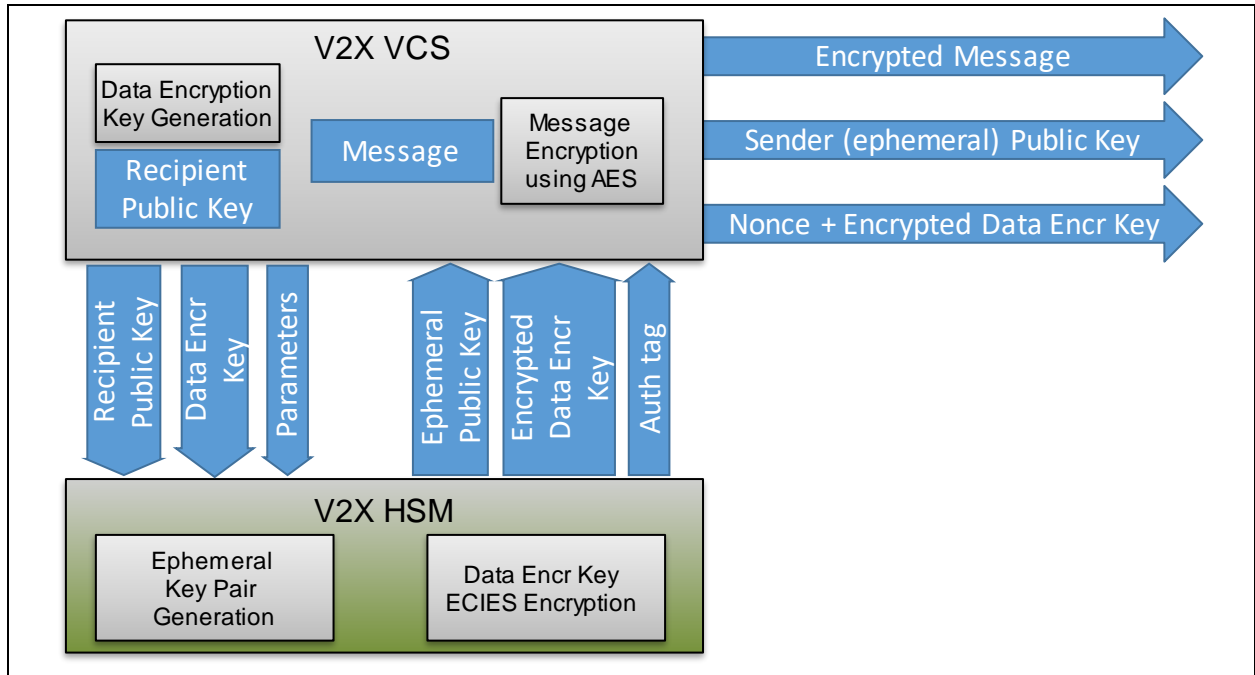 V2X VCS
Data Encryption
Key Generation
Recipient
Public Key
Message
Message
Encryption
using AES
Encrypted Message
Sender (ephemeral) Public Key
Nonce + Encrypted Data Encr Key
Recipient
Public Key
Data Encr
Key
Parameters
Ephemeral
Public Key
Encrypted
Data Encr
Key
Auth tag
V2X HSM
Ephemeral
Key Pair
Generation
Data Encr Key
ECIES Encryption